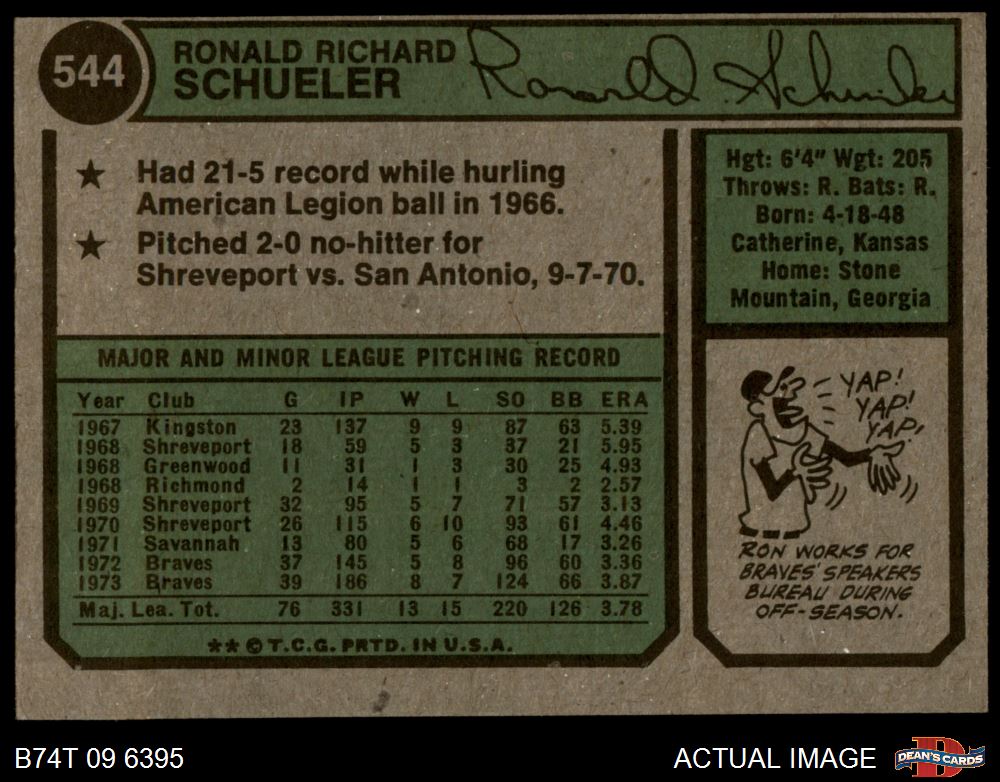 544
RONALD RICHARD
SCHUELER
Ronald Schueler
★ Had 21-5 record while hurling
American Legion ball in 1966.
★ Pitched 2-0 no-hitter for
Shreveport vs. San Antonio, 9-7-70.
Hgt: 6'4" Wgt: 205
Throws: R. Bats: R.
Born: 4-18-48
Catherine, Kansas
Home: Stone
Mountain, Georgia
MAJOR AND MINOR LEAGUE PITCHING RECORD
Year Club G IP W L SO BB ERA
1967 Kingston 23 137 9 9 87 63 5.39
1968 Shreveport 18 59 5 3 37 21 5.95
1968 Greenwood 11 31 1 3 30 25 4.93
1968 Richmond 2 14 1 1 3 2 2.57
1969 Shreveport 32 95 5 7 71 57 3.13
1970 Shreveport 26 115 6 10 93 61 4.46
1971 Savannah 13 80 5 6 68 17 3.26
1972 Braves 37 145 5 8 96 60 3.36
1973 Braves 39 186 8 7 124 66 3.87
Maj. Lea. Tot. 76 331 13 15 220 126 3.78
** © T.C.G. PRTD. IN U.S.A.
YAP!
YAP!
YAP!
RON WORKS FOR
BRAVES' SPEAKERS
BUREAU DURING
OFF-SEASON.
B74T 09 6395
ACTUAL IMAGE
D
DEAN'S CARDS